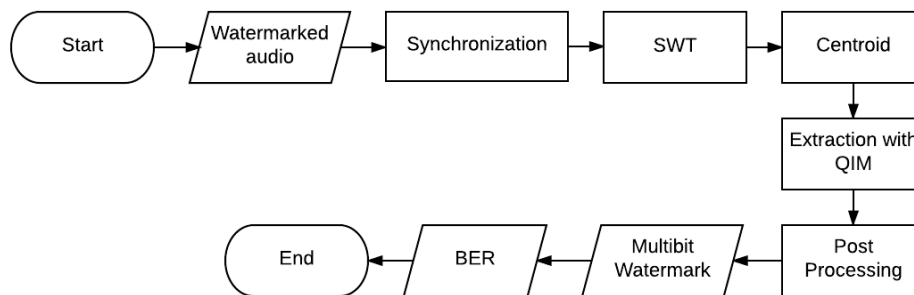 Start
Watermarked
audio
Synchronization
SWT
Centroid
Extraction with
QIM
Post
Processing
Multibit
Watermark
BER
End